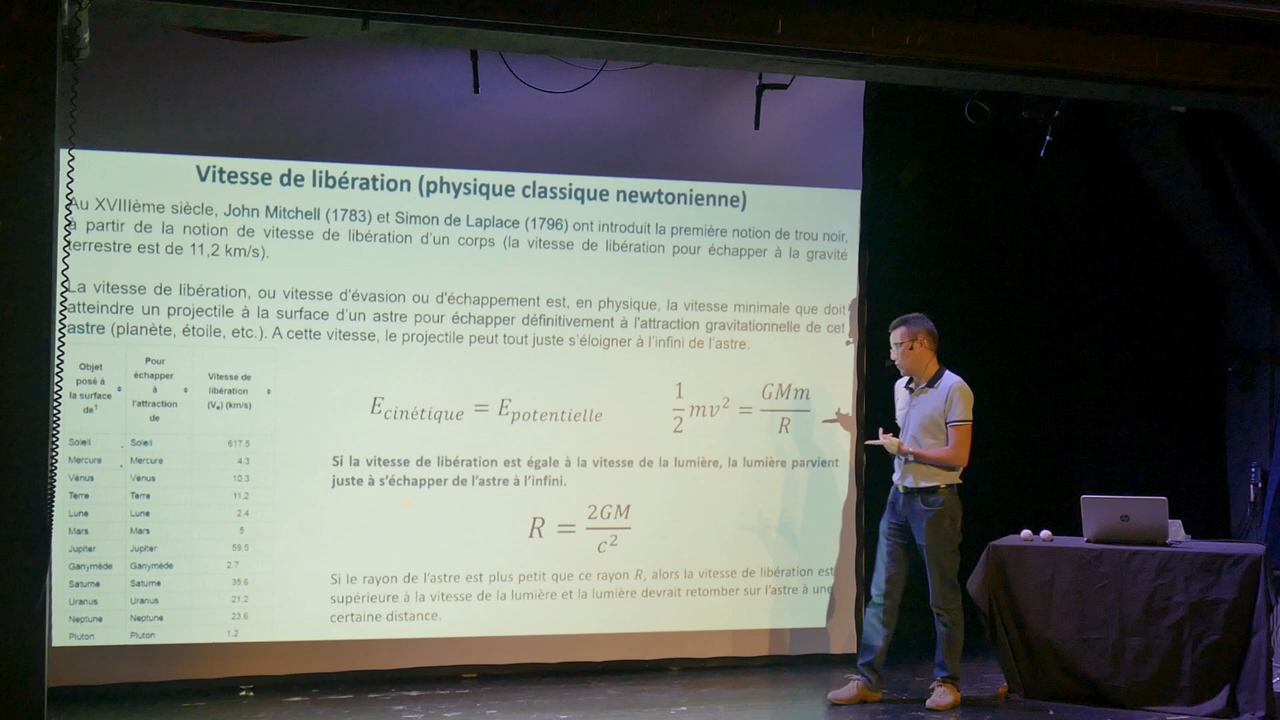 Vitesse de libération (physique classique newtonienne)
Au XVIIIème siècle, John Mitchell (1783) et Simon de Laplace (1796) ont introduit la première notion de trou noir,
à partir de la notion de vitesse de libération d'un corps (la vitesse de libération pour échapper à la gravité
terrestre est de 11,2 km/s).
La vitesse de libération, ou vitesse d'évasion ou d'échappement est, en physique, la vitesse minimale que doit
atteindre un projectile à la surface d'un astre pour échapper définitivement à l'attraction gravitationnelle de cet
astre (planète, étoile, etc.). A cette vitesse, le projectile peut tout juste s'éloigner à l'infini de l'astre.
Objet posé à la surface de¹ Pour échapper à l'attraction de Vitesse de libération (Vₑ) (km/s)
Soleil Soleil 617.5
Mercure Mercure 4.3
Vénus Vénus 10.3
Terre Terre 11.2
Lune Lune 2.4
Mars Mars 5
Jupiter Jupiter 59.5
Ganymède Ganymède 2.7
Saturne Saturne 35.6
Uranus Uranus 21.2
Neptune Neptune 23.6
Pluton Pluton 1.2
E cinétique = E potentielle
1/2 mv² = GMm/R
Si la vitesse de libération est égale à la vitesse de la lumière, la lumière parvient
juste à s'échapper de l'astre à l'infini.
R = 2GM/c²
Si le rayon de l'astre est plus petit que ce rayon R, alors la vitesse de libération est
supérieure à la vitesse de la lumière et la lumière devrait retomber sur l'astre à une
certaine distance.
hp